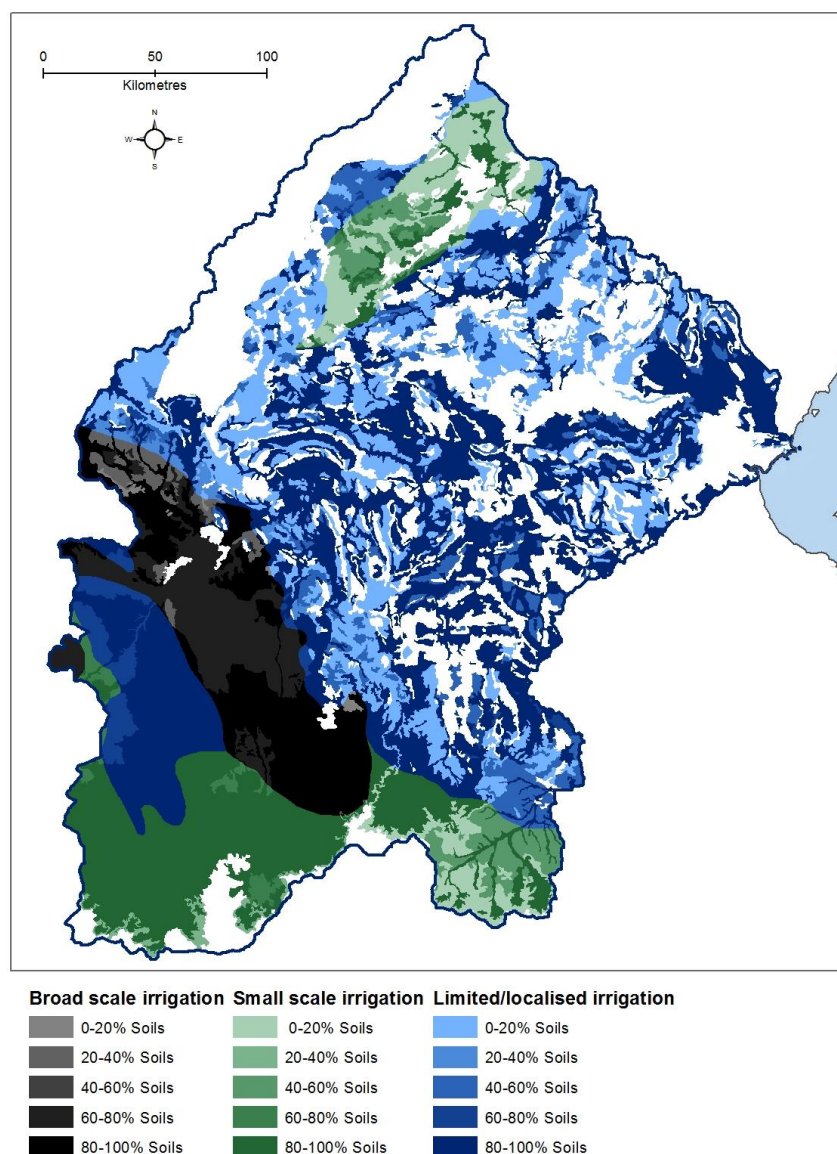 0 50 100
Kilometres
N
W E
S
Broad scale irrigation Small scale irrigation Limited/localised irrigation
0-20% Soils 0-20% Soils 0-20% Soils
20-40% Soils 20-40% Soils 20-40% Soils
40-60% Soils 40-60% Soils 40-60% Soils
60-80% Soils 60-80% Soils 60-80% Soils
80-100% Soils 80-100% Soils 80-100% Soils